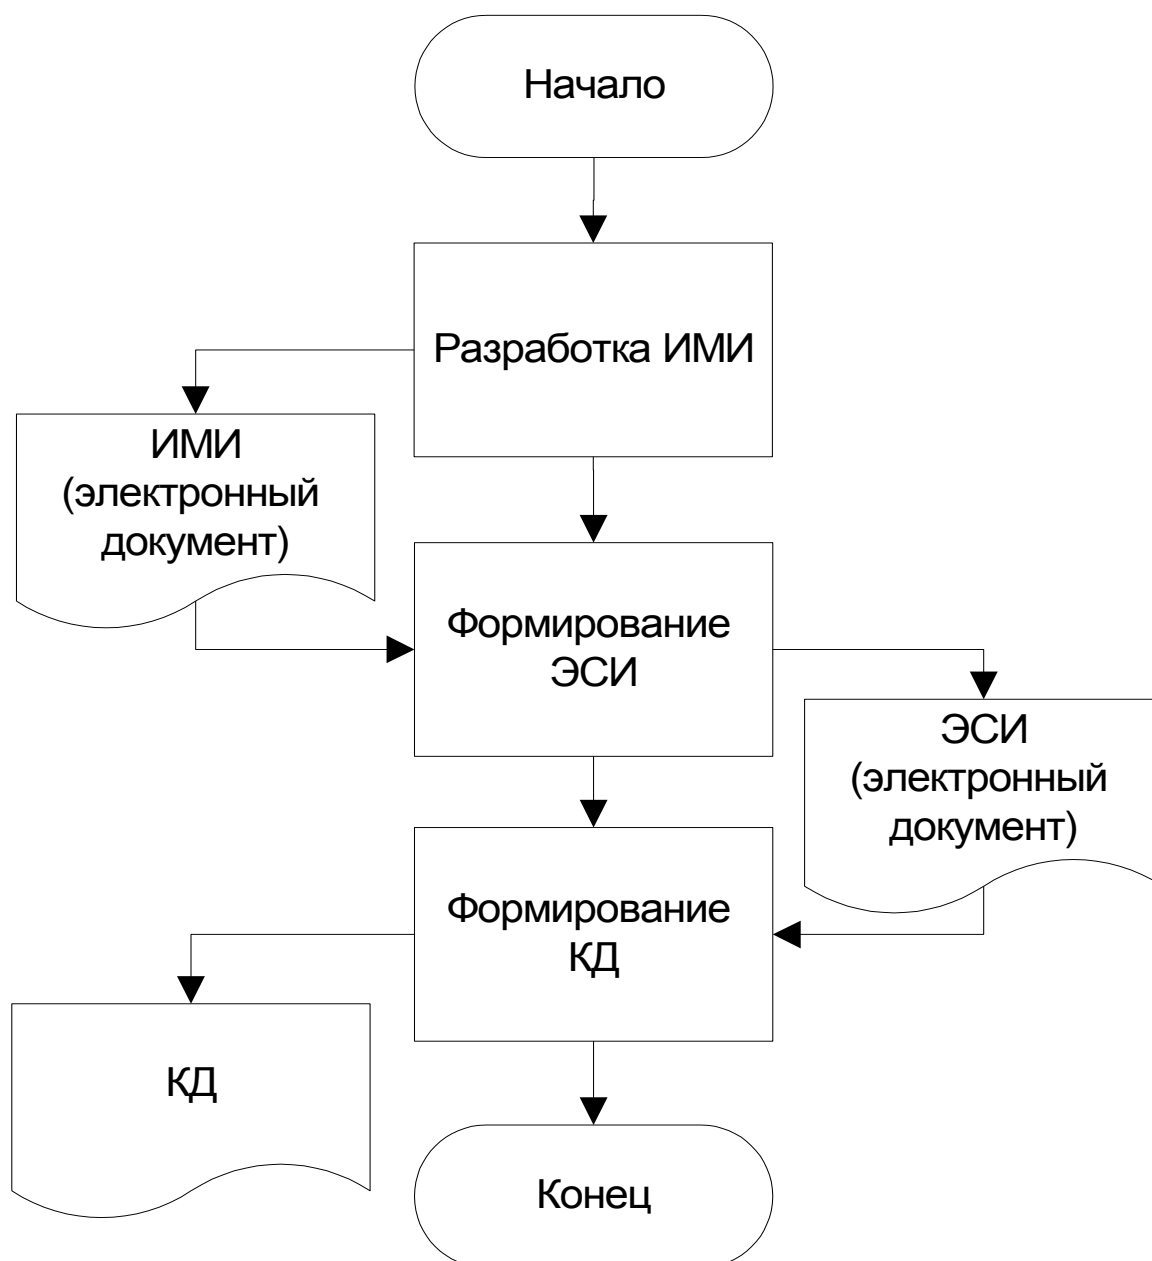 Начало
Разработка ИМИ
ИМИ
(электронный
документ)
Формирование
ЭСИ
ЭСИ
(электронный
документ)
Формирование
КД
КД
Конец